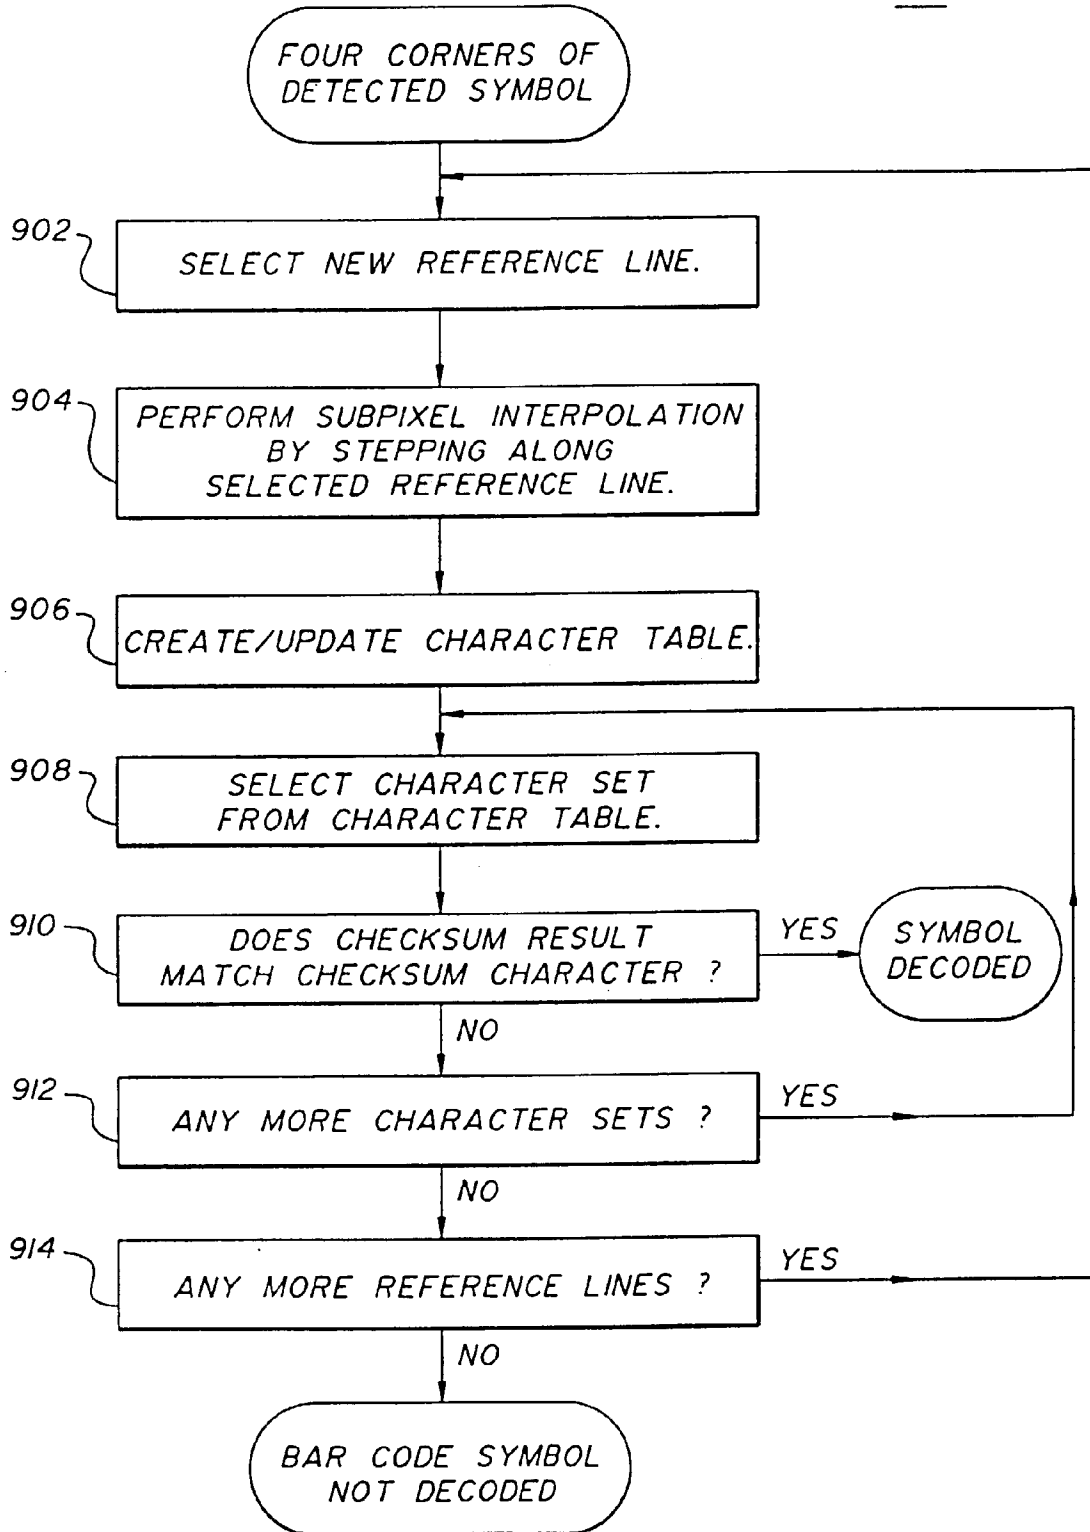 FOUR CORNERS OF
DETECTED SYMBOL
902
SELECT NEW REFERENCE LINE.
904
PERFORM SUBPIXEL INTERPOLATION
BY STEPPING ALONG
SELECTED REFERENCE LINE.
906
CREATE/UPDATE CHARACTER TABLE.
908
SELECT CHARACTER SET
FROM CHARACTER TABLE.
910
DOES CHECKSUM RESULT
MATCH CHECKSUM CHARACTER ?
YES
SYMBOL
DECODED
NO
912
ANY MORE CHARACTER SETS ?
YES
NO
914
ANY MORE REFERENCE LINES ?
YES
NO
BAR CODE SYMBOL
NOT DECODED